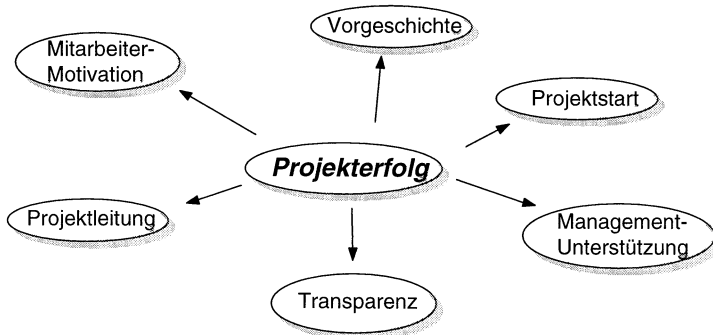 Vorgeschichte
Mitarbeiter-
Motivation
Projektstart
Projekterfolg
Projektleitung
Management-
Unterstützung
Transparenz